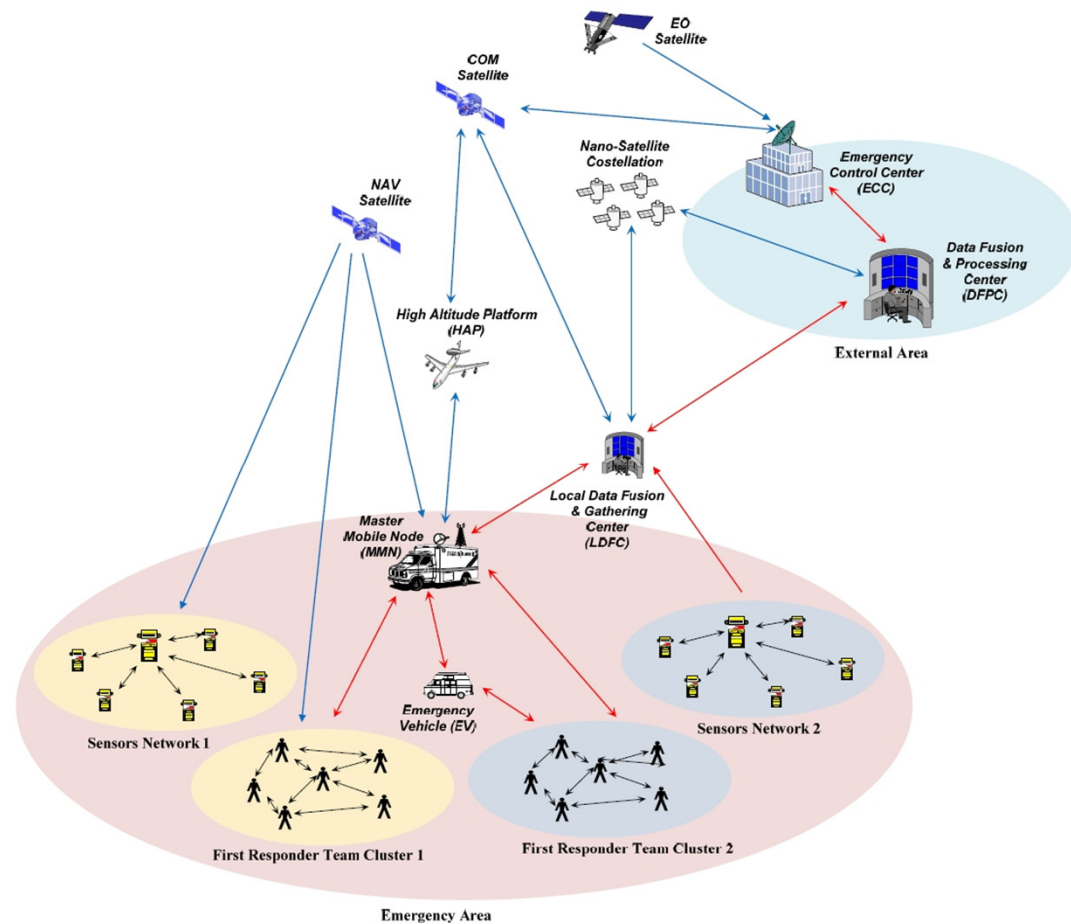 EO
Satellite
COM
Satellite
Nano-Satellite
Costellation
Emergency
Control Center
(ECC)
NAV
Satellite
Data Fusion
& Processing
Center
(DFPC)
High Altitude Platform
(HAP)
External Area
Local Data Fusion
& Gathering
Center
(LDFC)
Master
Mobile Node
(MMN)
Emergency
Vehicle (EV)
Sensors Network 1
Sensors Network 2
First Responder Team Cluster 1
First Responder Team Cluster 2
Emergency Area